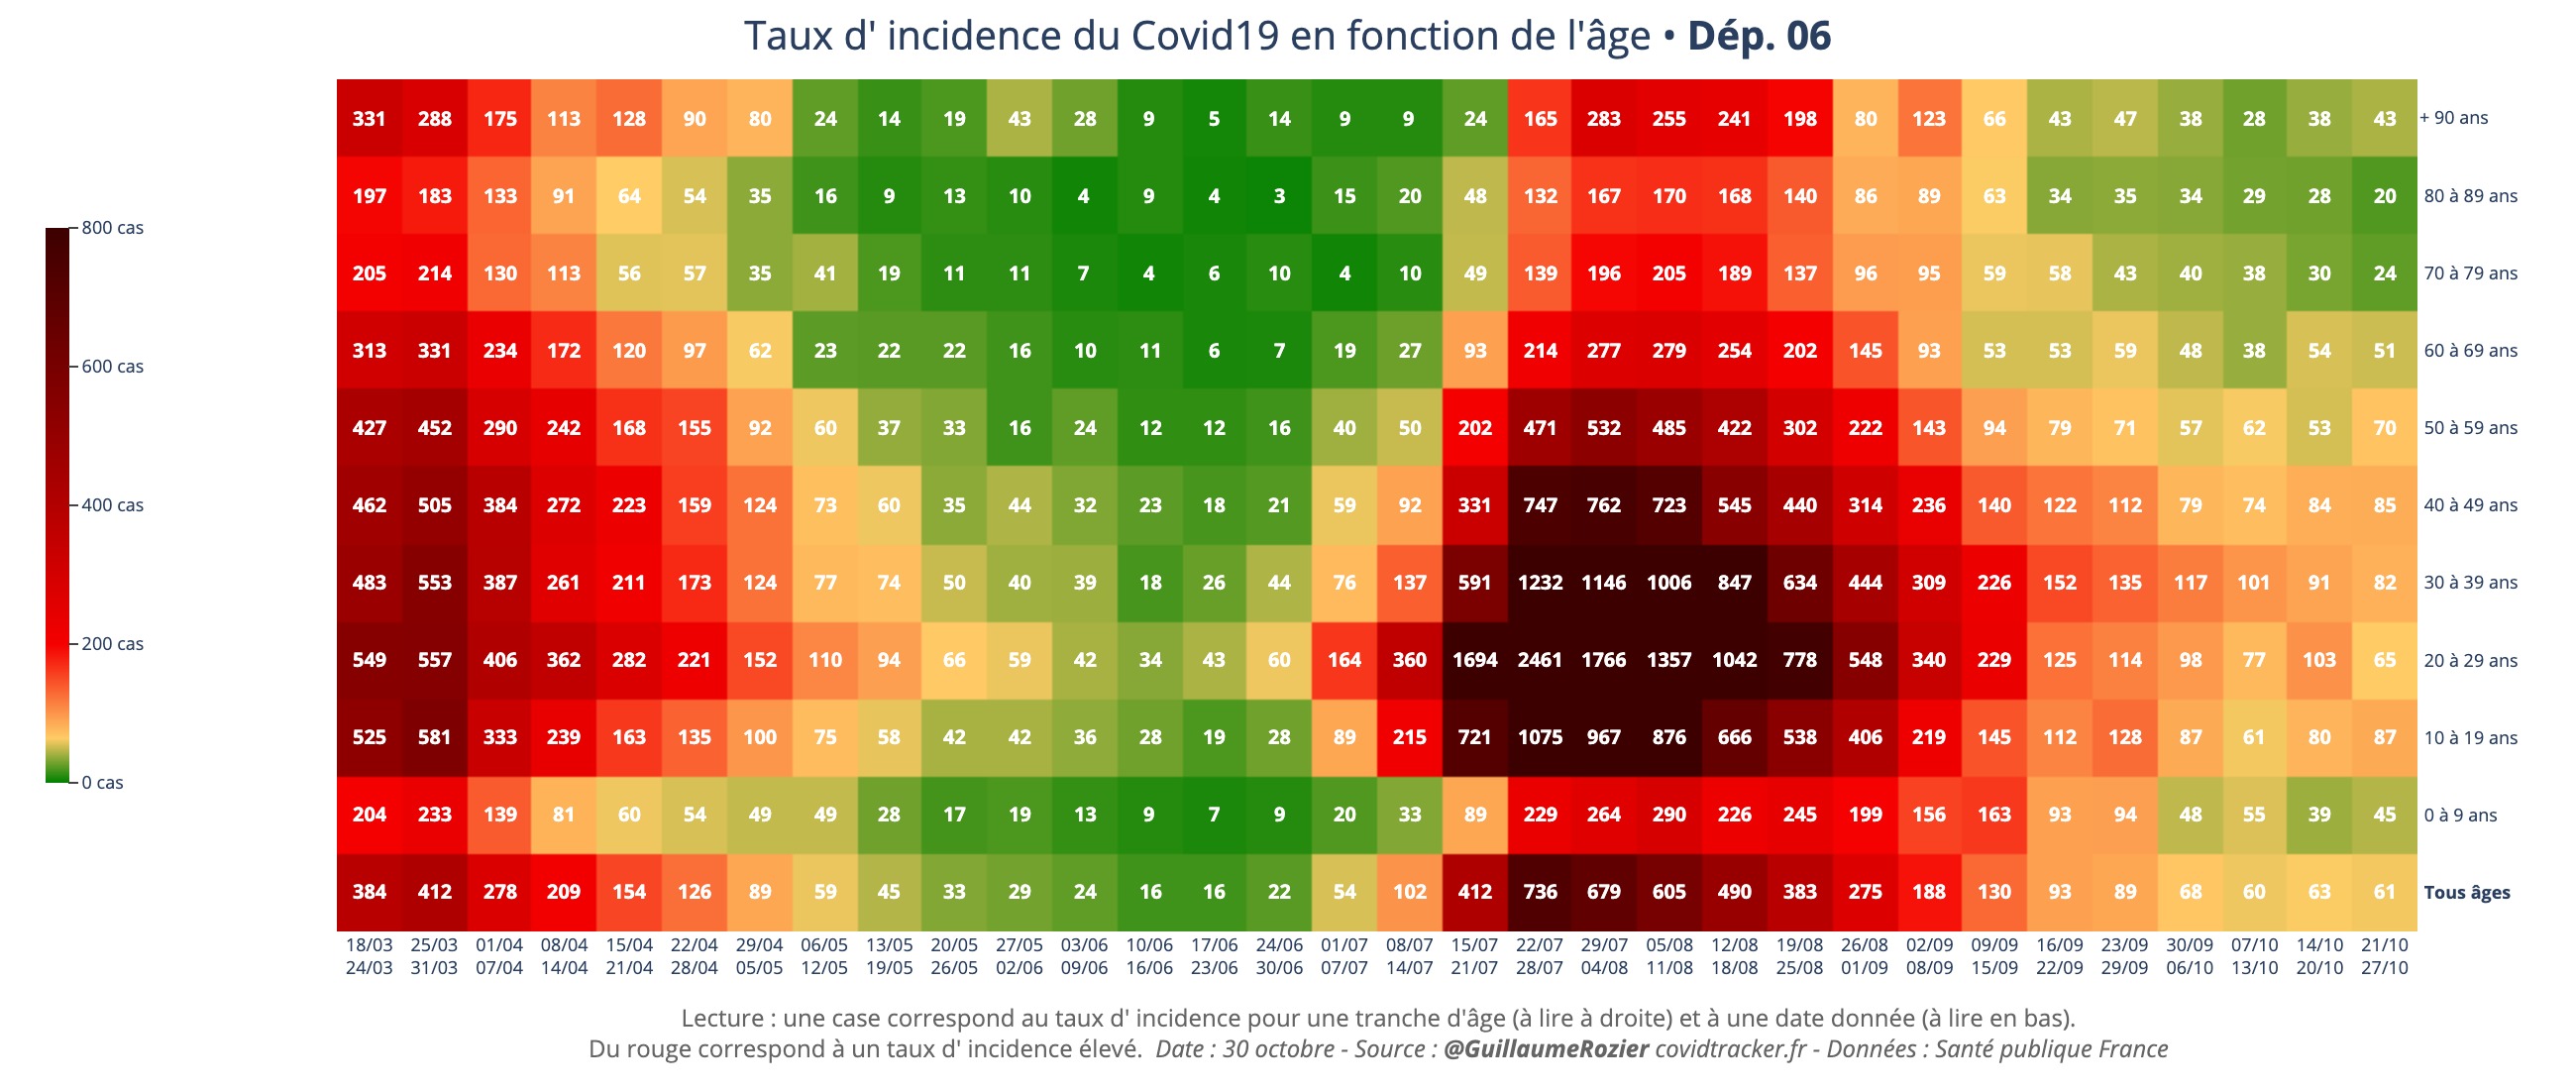 Taux d' incidence du Covid19 en fonction de l'âge • Dép. 06
800 cas
600 cas
400 cas
200 cas
0 cas
331 288 175 113 128 90 80 24 14 19 43 28 9 5 14 9 9 24 165 283 255 241 198 80 123 66 43 47 38 28 38 43 + 90 ans
197 183 133 91 64 54 35 16 9 13 10 4 9 4 3 15 20 48 132 167 170 168 140 86 89 63 34 35 34 29 28 20 80 à 89 ans
205 214 130 113 56 57 35 41 19 11 11 7 4 6 10 4 10 49 139 196 205 189 137 96 95 59 58 43 40 38 30 24 70 à 79 ans
313 331 234 172 120 97 62 23 22 22 16 10 11 6 7 19 27 93 214 277 279 254 202 145 93 53 53 59 48 38 54 51 60 à 69 ans
427 452 290 242 168 155 92 60 37 33 16 24 12 12 16 40 50 202 471 532 485 422 302 222 143 94 79 71 57 62 53 70 50 à 59 ans
462 505 384 272 223 159 124 73 60 35 44 32 23 18 21 59 92 331 747 762 723 545 440 314 236 140 122 112 79 74 84 85 40 à 49 ans
483 553 387 261 211 173 124 77 74 50 40 39 18 26 44 76 137 591 1232 1146 1006 847 634 444 309 226 152 135 117 101 91 82 30 à 39 ans
549 557 406 362 282 221 152 110 94 66 59 42 34 43 60 164 360 1694 2461 1766 1357 1042 778 548 340 229 125 114 98 77 103 65 20 à 29 ans
525 581 333 239 163 135 100 75 58 42 42 36 28 19 28 89 215 721 1075 967 876 666 538 406 219 145 112 128 87 61 80 87 10 à 19 ans
204 233 139 81 60 54 49 49 28 17 19 13 9 7 9 20 33 89 229 264 290 226 245 199 156 163 93 94 48 55 39 45 0 à 9 ans
384 412 278 209 154 126 89 59 45 33 29 24 16 16 22 54 102 412 736 679 605 490 383 275 188 130 93 89 68 60 63 61 Tous âges
18/03 25/03 01/04 08/04 15/04 22/04 29/04 06/05 13/05 20/05 27/05 03/06 10/06 17/06 24/06 01/07 08/07 15/07 22/07 29/07 05/08 12/08 19/08 26/08 02/09 09/09 16/09 23/09 30/09 07/10 14/10 21/10
24/03 31/03 07/04 14/04 21/04 28/04 05/05 12/05 19/05 26/05 02/06 09/06 16/06 23/06 30/06 07/07 14/07 21/07 28/07 04/08 11/08 18/08 25/08 01/09 08/09 15/09 22/09 29/09 06/10 13/10 20/10 27/10
Lecture : une case correspond au taux d' incidence pour une tranche d'âge (à lire à droite) et à une date donnée (à lire en bas).
Du rouge correspond à un taux d' incidence élevé. Date : 30 octobre - Source : @GuillaumeRozier covidtracker.fr - Données : Santé publique France